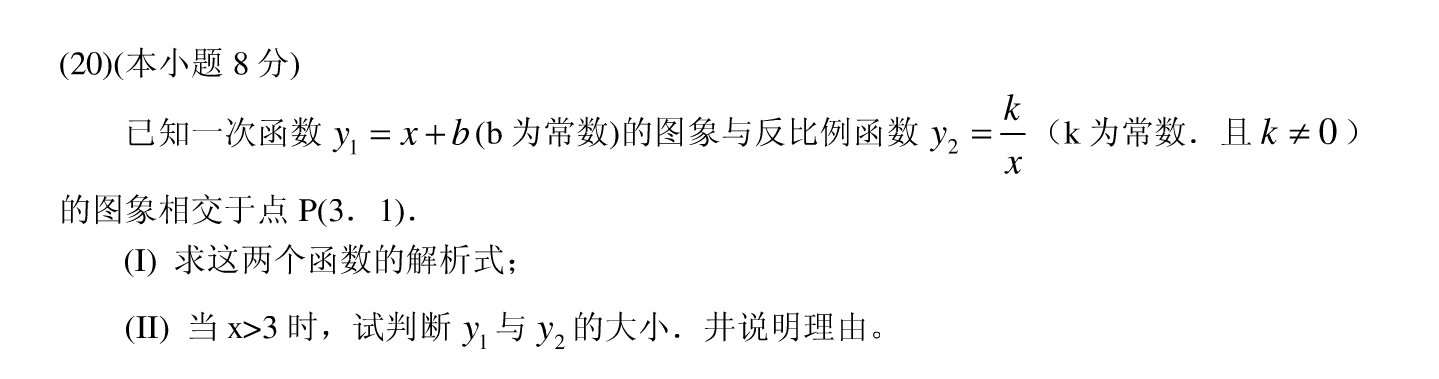 (20)(本小题 8 分)
已知一次函数 y₁ = x + b (b 为常数)的图象与反比例函数 y₂ = k/x (k 为常数．且 k ≠ 0 )
的图象相交于点 P(3．1)．
(I) 求这两个函数的解析式；
(II) 当 x>3 时，试判断 y₁ 与 y₂ 的大小．井说明理由。